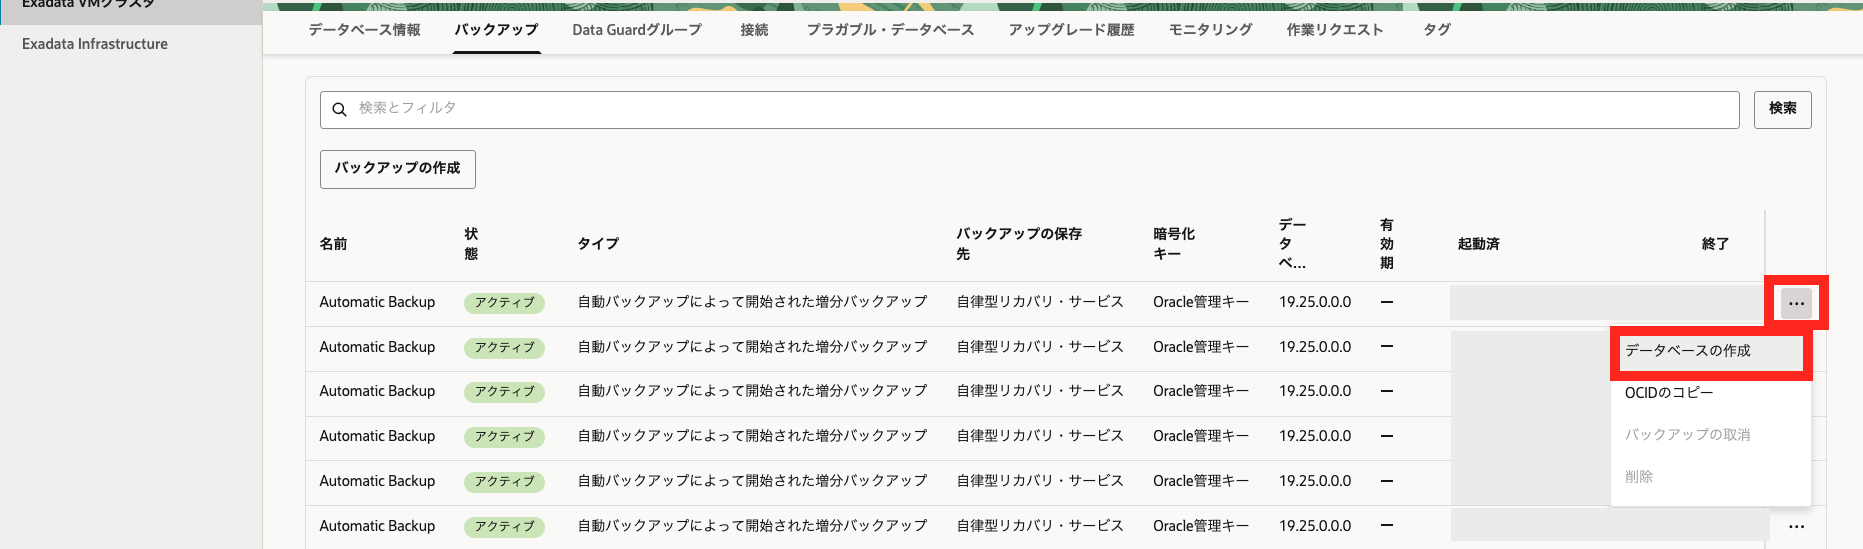 Exadata VMクラスタ
Exadata Infrastructure
データベース情報 バックアップ Data Guardグループ 接続 プラガブル・データベース アップグレード履歴 モニタリング 作業リクエスト タグ
検索とフィルタ 検索
バックアップの作成
名前 状態 タイプ バックアップの保存先 暗号化キー データベ... 有効期 起動済 終了
Automatic Backup アクティブ 自動バックアップによって開始された増分バックアップ 自律型リカバリ・サービス Oracle管理キー 19.25.0.0.0 — ...
Automatic Backup アクティブ 自動バックアップによって開始された増分バックアップ 自律型リカバリ・サービス Oracle管理キー 19.25.0.0.0 —
データベースの作成
Automatic Backup アクティブ 自動バックアップによって開始された増分バックアップ 自律型リカバリ・サービス Oracle管理キー 19.25.0.0.0 —
OCIDのコピー
Automatic Backup アクティブ 自動バックアップによって開始された増分バックアップ 自律型リカバリ・サービス Oracle管理キー 19.25.0.0.0 —
バックアップの取消
Automatic Backup アクティブ 自動バックアップによって開始された増分バックアップ 自律型リカバリ・サービス Oracle管理キー 19.25.0.0.0 —
削除
Automatic Backup アクティブ 自動バックアップによって開始された増分バックアップ 自律型リカバリ・サービス Oracle管理キー 19.25.0.0.0 — ...